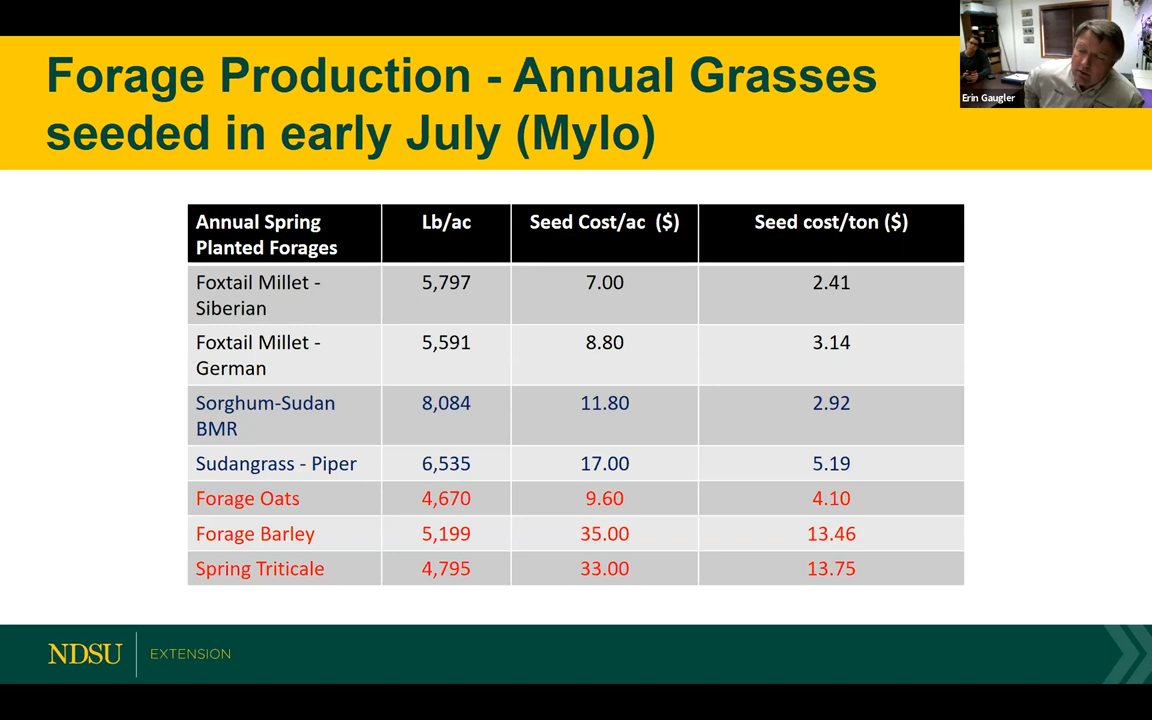 Forage Production - Annual Grasses
seeded in early July (Mylo)
Erin Gaugler
Annual Spring Planted Forages Lb/ac Seed Cost/ac ($) Seed cost/ton ($)
Foxtail Millet - Siberian 5,797 7.00 2.41
Foxtail Millet - German 5,591 8.80 3.14
Sorghum-Sudan BMR 8,084 11.80 2.92
Sudangrass - Piper 6,535 17.00 5.19
Forage Oats 4,670 9.60 4.10
Forage Barley 5,199 35.00 13.46
Spring Triticale 4,795 33.00 13.75
NDSU EXTENSION